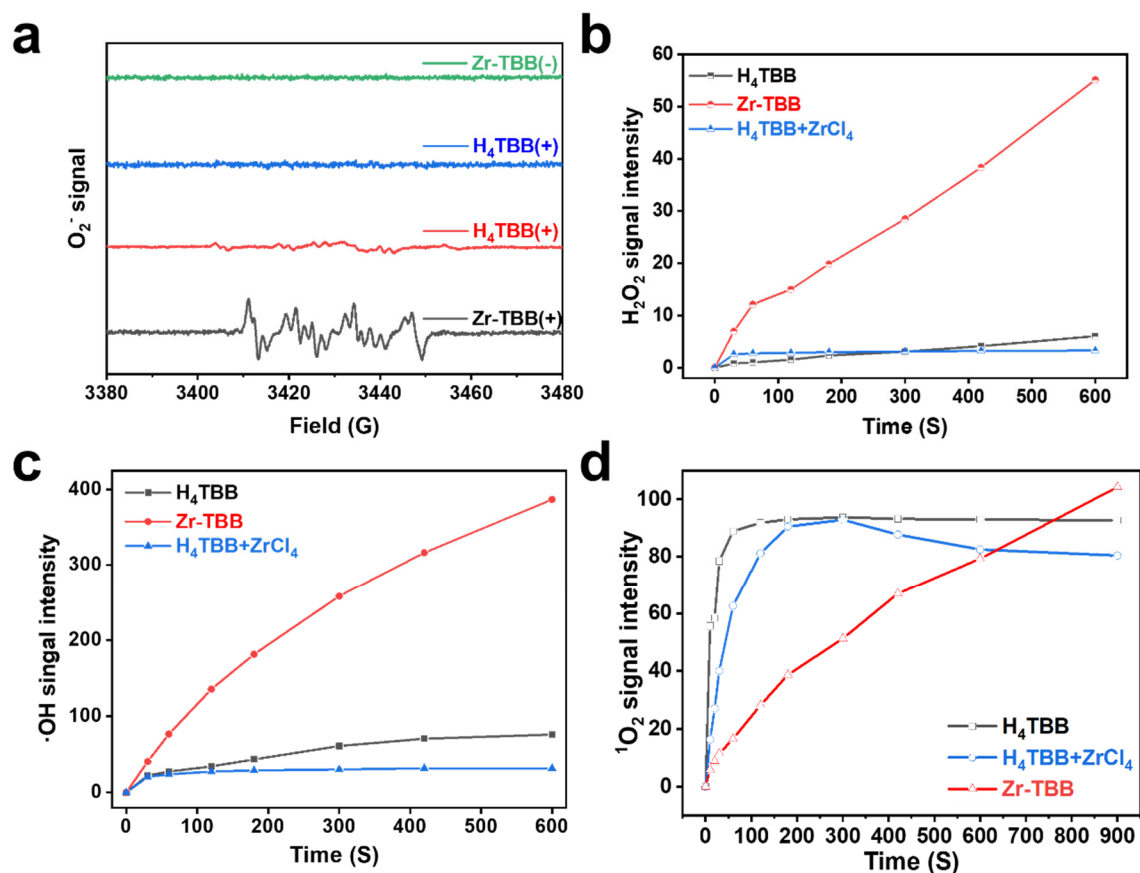 a
Zr-TBB(-)
H₄TBB(+)
H₄TBB(+)
Zr-TBB(+)
O₂⁻ signal
3380 3400 3420 3440 3460 3480
Field (G)
b
H₄TBB
Zr-TBB
H₄TBB+ZrCl₄
H₂O₂ signal intensity
60
50
40
30
20
10
0
0 100 200 300 400 500 600
Time (S)
c
H₄TBB
Zr-TBB
H₄TBB+ZrCl₄
·OH singal intensity
400
300
200
100
0
0 100 200 300 400 500 600
Time (S)
d
¹O₂ signal intensity
100
80
60
40
20
0
H₄TBB
H₄TBB+ZrCl₄
Zr-TBB
0 100 200 300 400 500 600 700 800 900
Time (S)